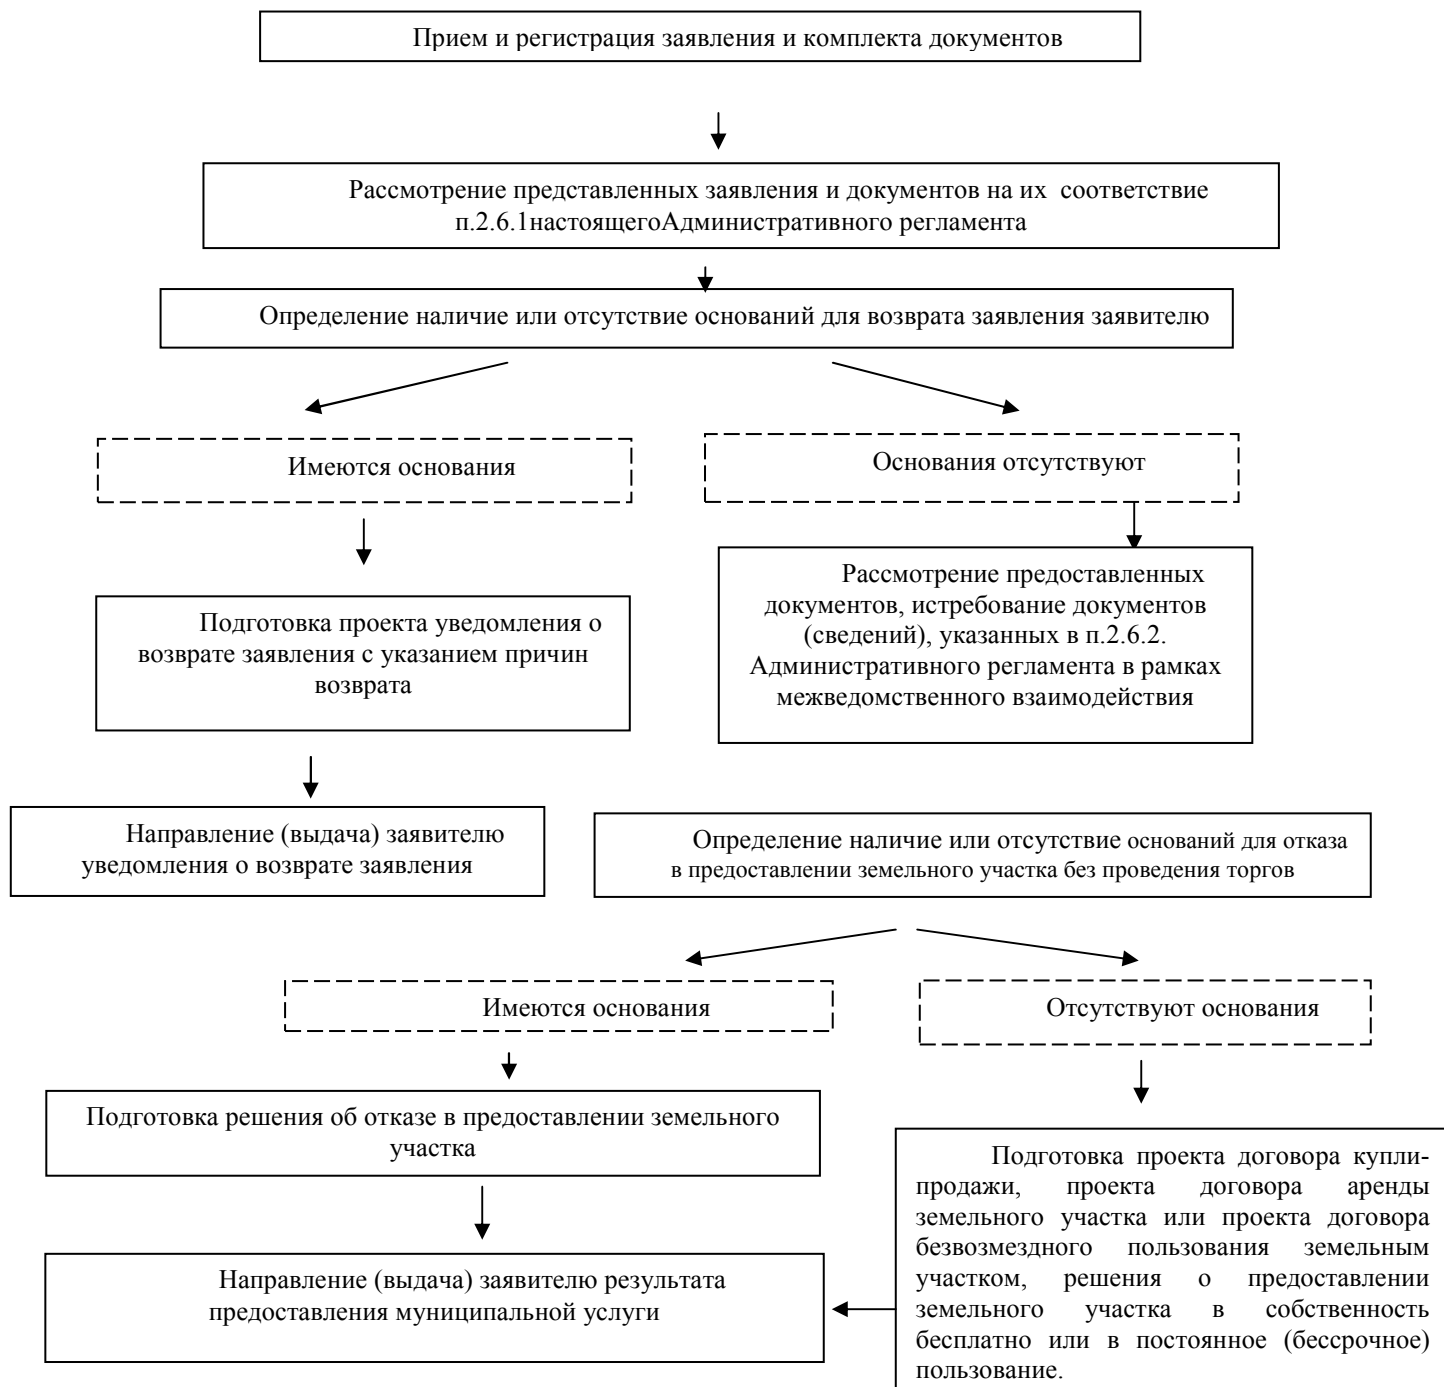 Прием и регистрация заявления и комплекта документов
Рассмотрение представленных заявления и документов на их соответствие
п.2.6.1настоящегоАдминистративного регламента
Определение наличие или отсутствие оснований для возврата заявления заявителю
Имеются основания
Основания отсутствуют
Подготовка проекта уведомления о
возврате заявления с указанием причин
возврата
Рассмотрение предоставленных
документов, истребование документов
(сведений), указанных в п.2.6.2.
Административного регламента в рамках
межведомственного взаимодействия
Направление (выдача) заявителю
уведомления о возврате заявления
Определение наличие или отсутствие оснований для отказа
в предоставлении земельного участка без проведения торгов
Имеются основания
Отсутствуют основания
Подготовка решения об отказе в предоставлении земельного
участка
Направление (выдача) заявителю результата
предоставления муниципальной услуги
Подготовка проекта договора купли-
продажи, проекта договора аренды
земельного участка или проекта договора
безвозмездного пользования земельным
участком, решения о предоставлении
земельного участка в собственность
бесплатно или в постоянное (бессрочное)
пользование.